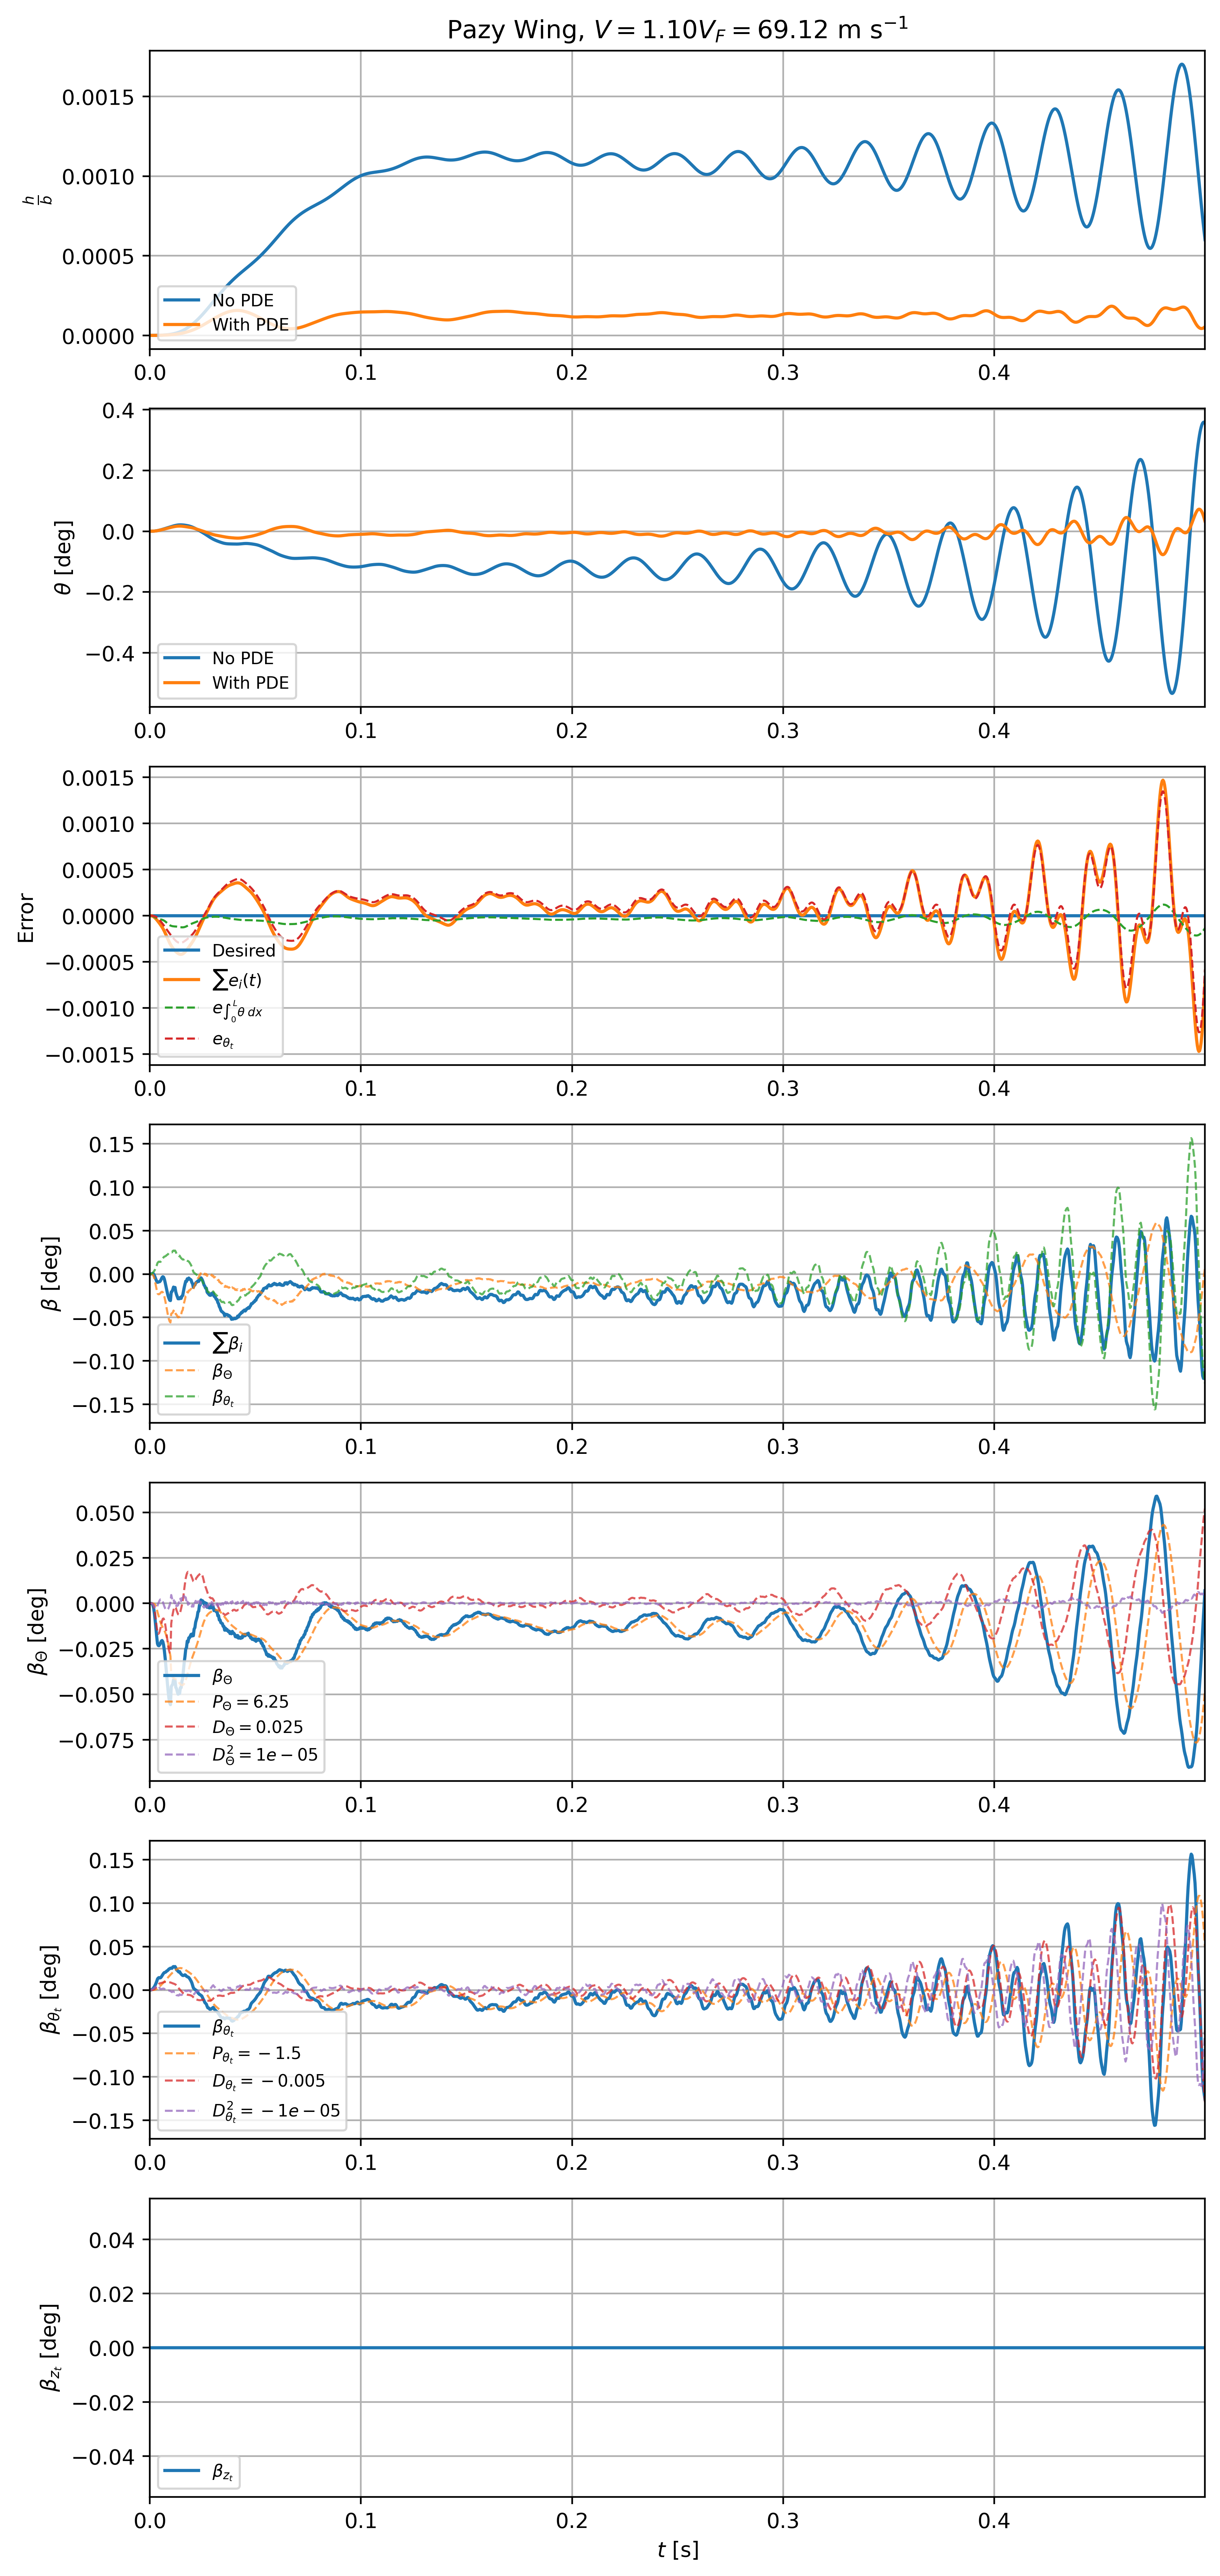 Pazy Wing, V = 1.10V_F = 69.12 m s⁻¹
0.0015
0.0010
0.0005
0.0000
h/b
No PDE
With PDE
0.0 0.1 0.2 0.3 0.4
0.4
0.2
0.0
−0.2
−0.4
θ [deg]
No PDE
With PDE
0.0 0.1 0.2 0.3 0.4
0.0015
0.0010
0.0005
0.0000
−0.0005
−0.0010
−0.0015
Error
Desired
∑e_i(t)
e_{∫₀ᴸ θ dx}
e_{θ_t}
0.0 0.1 0.2 0.3 0.4
0.15
0.10
0.05
0.00
−0.05
−0.10
−0.15
β [deg]
∑β_i
β_Θ
β_{θ_t}
0.0 0.1 0.2 0.3 0.4
0.050
0.025
0.000
−0.025
−0.050
−0.075
β_Θ [deg]
β_Θ
P_Θ = 6.25
D_Θ = 0.025
D²_Θ = 1e − 05
0.0 0.1 0.2 0.3 0.4
0.15
0.10
0.05
0.00
−0.05
−0.10
−0.15
β_{θ_t} [deg]
β_{θ_t}
P_{θ_t} = −1.5
D_{θ_t} = −0.005
D²_{θ_t} = −1e − 05
0.0 0.1 0.2 0.3 0.4
0.04
0.02
0.00
−0.02
−0.04
β_{z_t} [deg]
β_{z_t}
0.0 0.1 0.2 0.3 0.4
t [s]